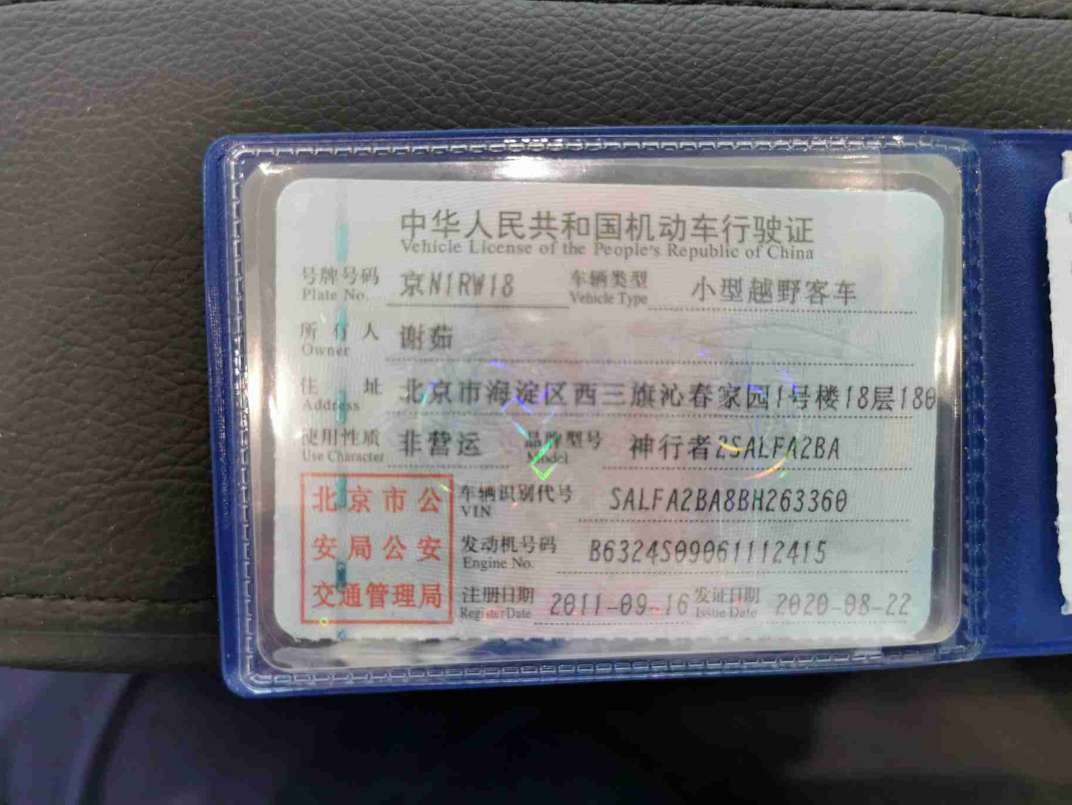 中华人民共和国机动车行驶证
Vehicle License of the People's Republic of China
号牌号码 京N1RW18 车辆类型 小型越野客车
Plate No. Vehicle Type
所有人 谢茹
Owner
住址 北京市海淀区西三旗沁春家园1号楼18层180
Address
使用性质 非营运 品牌型号 神行者2SALFA2BA
Use Character Model
北京市公 车辆识别代号 SALFA2BA8BH263360
VIN
安局公安 发动机号码 B6324S09061112415
Engine No.
交通管理局 注册日期 2011-09-16 发证日期 2020-08-22
Register Date Issue Date